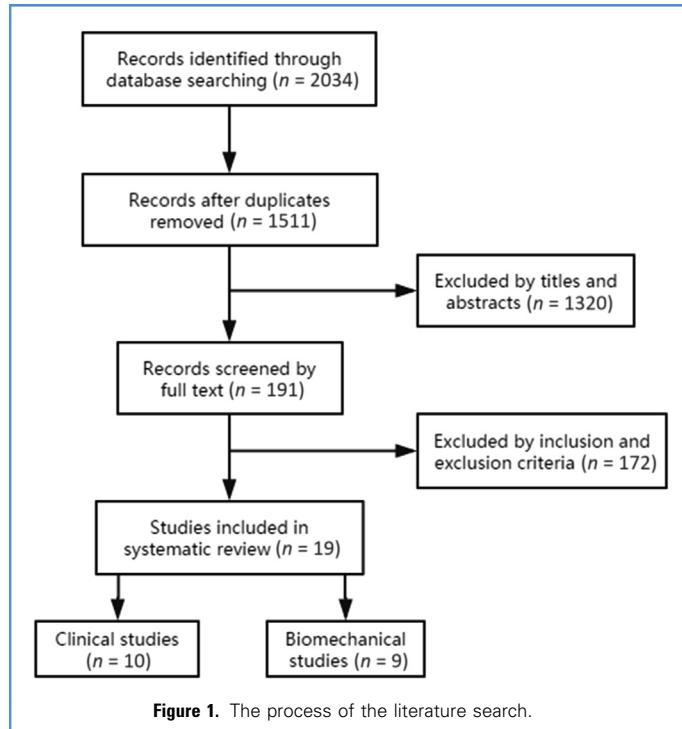 Records identified through
database searching (n = 2034)
Records after duplicates
removed (n = 1511)
Excluded by titles and
abstracts (n = 1320)
Records screened by
full text (n = 191)
Excluded by inclusion and
exclusion criteria (n = 172)
Studies included in
systematic review (n = 19)
Clinical studies
(n = 10)
Biomechanical
studies (n = 9)
Figure 1. The process of the literature search.